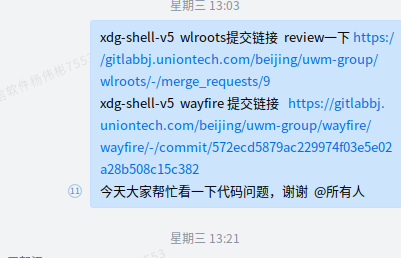 星期三 13:03
xdg-shell-v5 wlroots提交链接 review一下 https:/
/gitlabbj.uniontech.com/beijing/uwm-group/
wlroots/-/merge_requests/9
xdg-shell-v5 wayfire 提交链接 https://gitlabbj.
uniontech.com/beijing/uwm-group/wayfire/
wayfire/-/commit/572ecd5879ac229974f03e5e02
a28b508c15c382
11 今天大家帮忙看一下代码问题，谢谢 @所有人
星期三 13:21